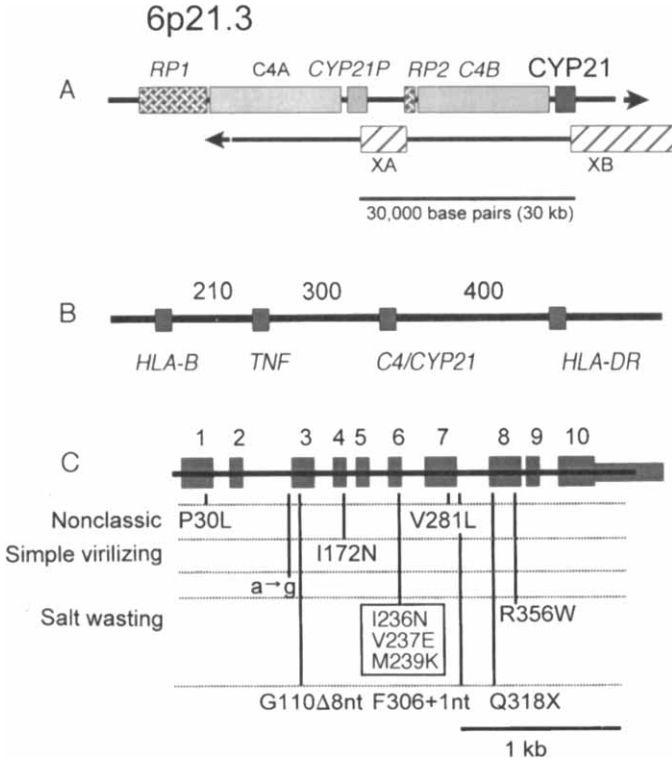 6p21.3
A
RP1 C4A CYP21P RP2 C4B CYP21
XA XB
30,000 base pairs (30 kb)
B
210 300 400
HLA-B TNF C4/CYP21 HLA-DR
C
1 2 3 4 5 6 7 8 9 10
Nonclassic P30L V281L
Simple virilizing I172N
a→g
Salt wasting R356W
I236N
V237E
M239K
G110Δ8nt F306+1nt Q318X
1 kb